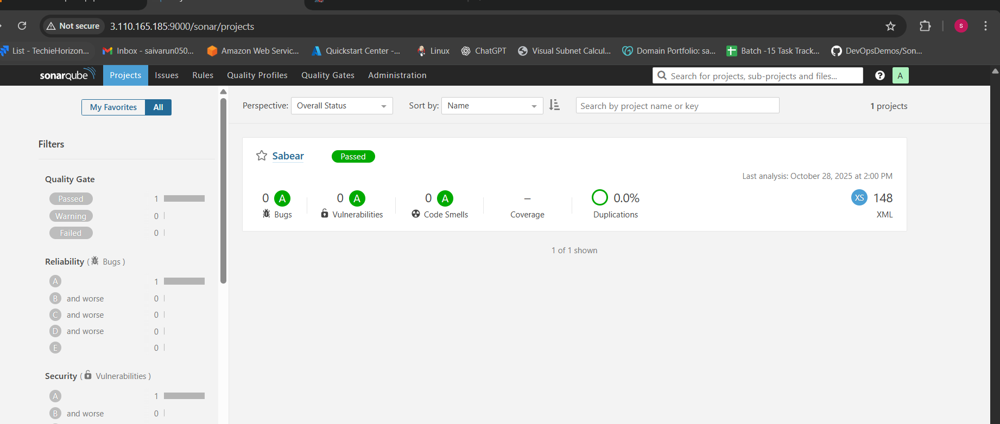 Not secure 3.110.165.185:9000/sonar/projects S
List - TechieHorizon... Inbox - saivarun050... Amazon Web Servic... Quickstart Center -... Linux ChatGPT Visual Subnet Calcul... Domain Portfolio: sa... Batch -15 Task Track... DevOpsDemos/Son...
sonarqube Projects Issues Rules Quality Profiles Quality Gates Administration Search for projects, sub-projects and files... ? A
My Favorites All
Filters
Quality Gate
Passed 1
Warning 0
Failed 0
Reliability ( Bugs )
A 1
B and worse 0
C and worse 0
D and worse 0
E 0
Security ( Vulnerabilities )
A 1
B and worse 0
Perspective: Overall Status Sort by: Name Search by project name or key 1 projects
Sabear Passed
Last analysis: October 28, 2025 at 2:00 PM
0 A 0 A 0 A – 0.0% XS 148
Bugs Vulnerabilities Code Smells Coverage Duplications XML
1 of 1 shown